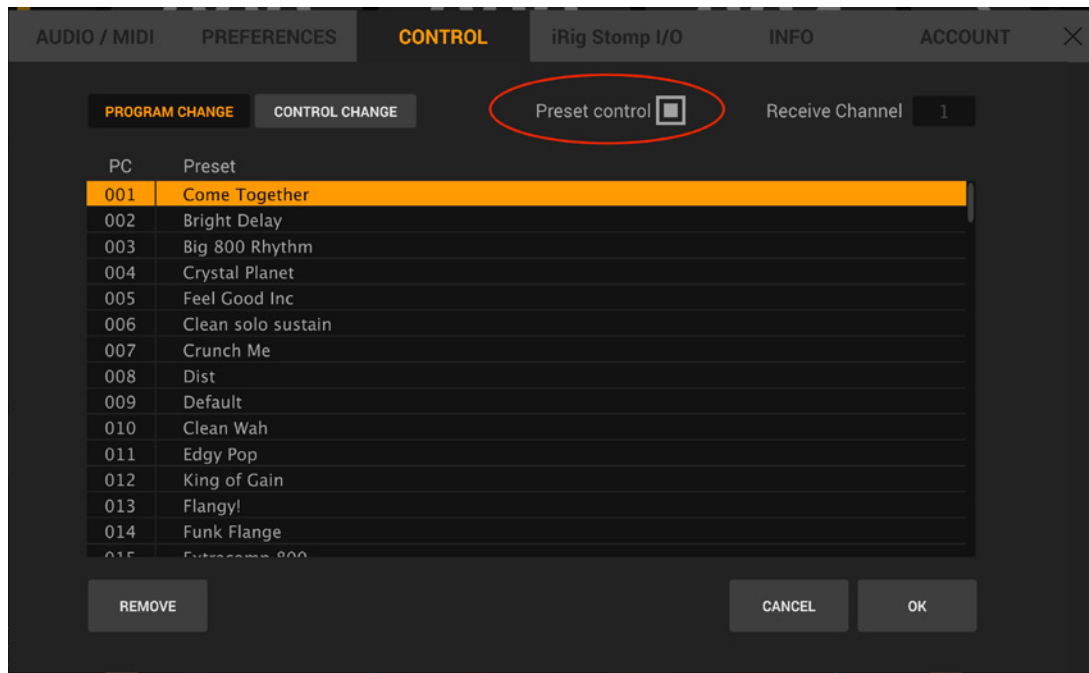 AUDIO / MIDI PREFERENCES CONTROL iRig Stomp I/O INFO ACCOUNT
PROGRAM CHANGE CONTROL CHANGE Preset control Receive Channel 1
PC Preset
001 Come Together
002 Bright Delay
003 Big 800 Rhythm
004 Crystal Planet
005 Feel Good Inc
006 Clean solo sustain
007 Crunch Me
008 Dist
009 Default
010 Clean Wah
011 Edgy Pop
012 King of Gain
013 Flangy!
014 Funk Flange
015 Extracomp 800
REMOVE CANCEL OK